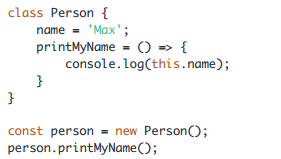 class Person {
    name = 'Max';
    printMyName = () => {
        console.log(this.name);
    }
}

const person = new Person();
person.printMyName();